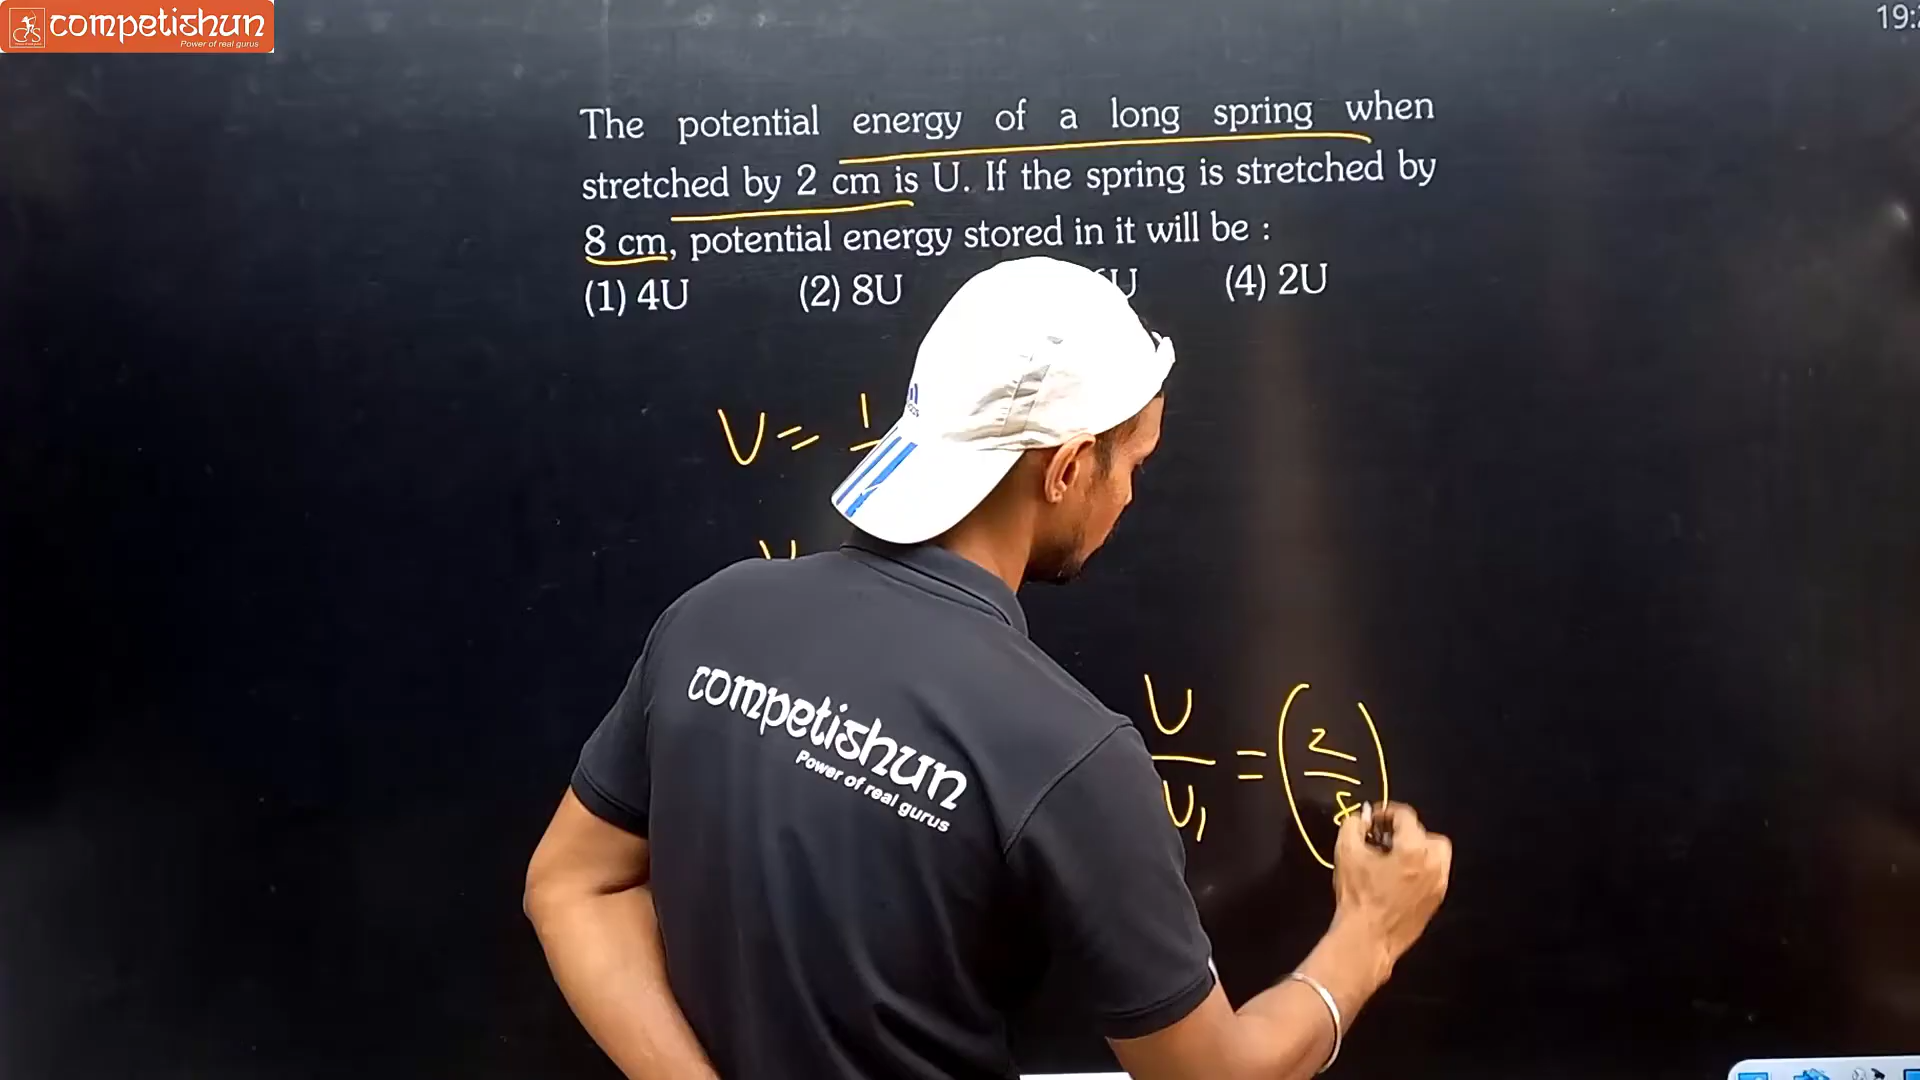 competishun
Power of real gurus
19:
The potential energy of a long spring when
stretched by 2 cm is U. If the spring is stretched by
8 cm, potential energy stored in it will be :
(1) 4U (2) 8U 6U (4) 2U
U = 1
U
U/U1 = (2/8)
competishun
Power of real gurus